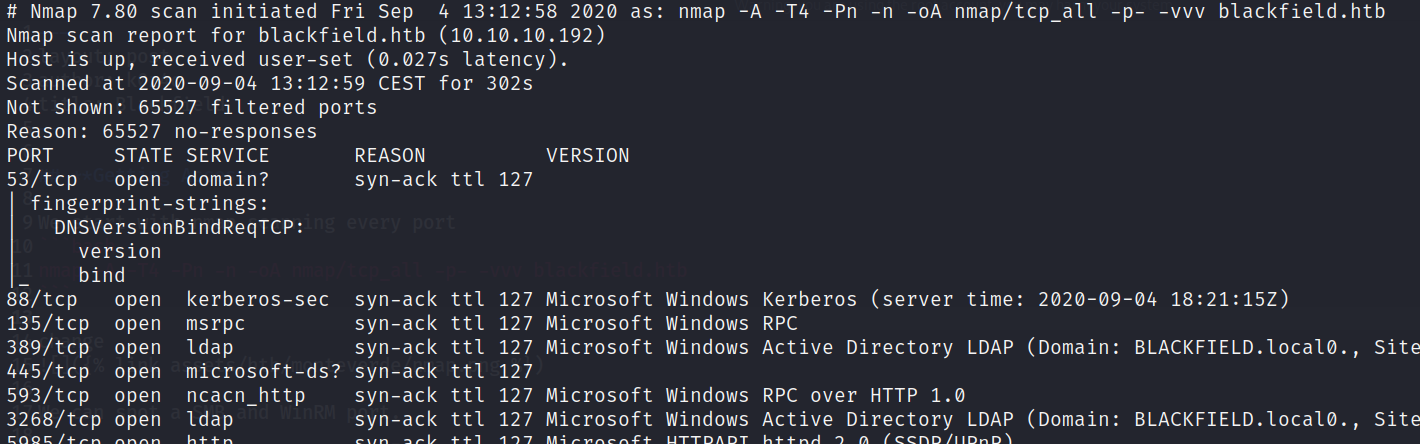 # Nmap 7.80 scan initiated Fri Sep  4 13:12:58 2020 as: nmap -A -T4 -Pn -n -oA nmap/tcp_all -p- -vvv blackfield.htb
Nmap scan report for blackfield.htb (10.10.10.192)
Host is up, received user-set (0.027s latency).
Scanned at 2020-09-04 13:12:59 CEST for 302s
Not shown: 65527 filtered ports
Reason: 65527 no-responses
PORT     STATE SERVICE       REASON          VERSION
53/tcp   open  domain?       syn-ack ttl 127
| fingerprint-strings:
|   DNSVersionBindReqTCP:
|     version
|_    bind
88/tcp   open  kerberos-sec  syn-ack ttl 127 Microsoft Windows Kerberos (server time: 2020-09-04 18:21:15Z)
135/tcp  open  msrpc         syn-ack ttl 127 Microsoft Windows RPC
389/tcp  open  ldap          syn-ack ttl 127 Microsoft Windows Active Directory LDAP (Domain: BLACKFIELD.local0., Site
445/tcp  open  microsoft-ds? syn-ack ttl 127
593/tcp  open  ncacn_http    syn-ack ttl 127 Microsoft Windows RPC over HTTP 1.0
3268/tcp open  ldap          syn-ack ttl 127 Microsoft Windows Active Directory LDAP (Domain: BLACKFIELD.local0., Site
5985/tcp open  http          syn-ack ttl 127 Microsoft HTTPAPI httpd 2.0 (SSDP/UPnP)